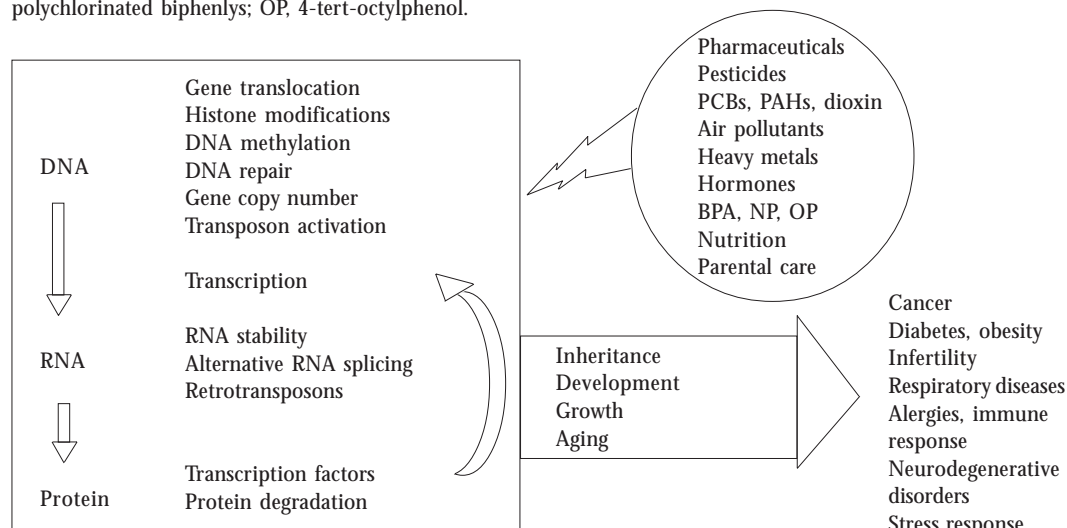 polychlorinated biphenlys; OP, 4-tert-octylphenol.
Gene translocation
Histone modifications
DNA methylation
DNA
DNA repair
Gene copy number
Transposon activation
Transcription
RNA stability
RNA
Alternative RNA splicing
Retrotransposons
Transcription factors
Protein
Protein degradation
Pharmaceuticals
Pesticides
PCBs, PAHs, dioxin
Air pollutants
Heavy metals
Hormones
BPA, NP, OP
Nutrition
Parental care
Inheritance
Development
Growth
Aging
Cancer
Diabetes, obesity
Infertility
Respiratory diseases
Alergies, immune
response
Neurodegenerative
disorders
Stress response